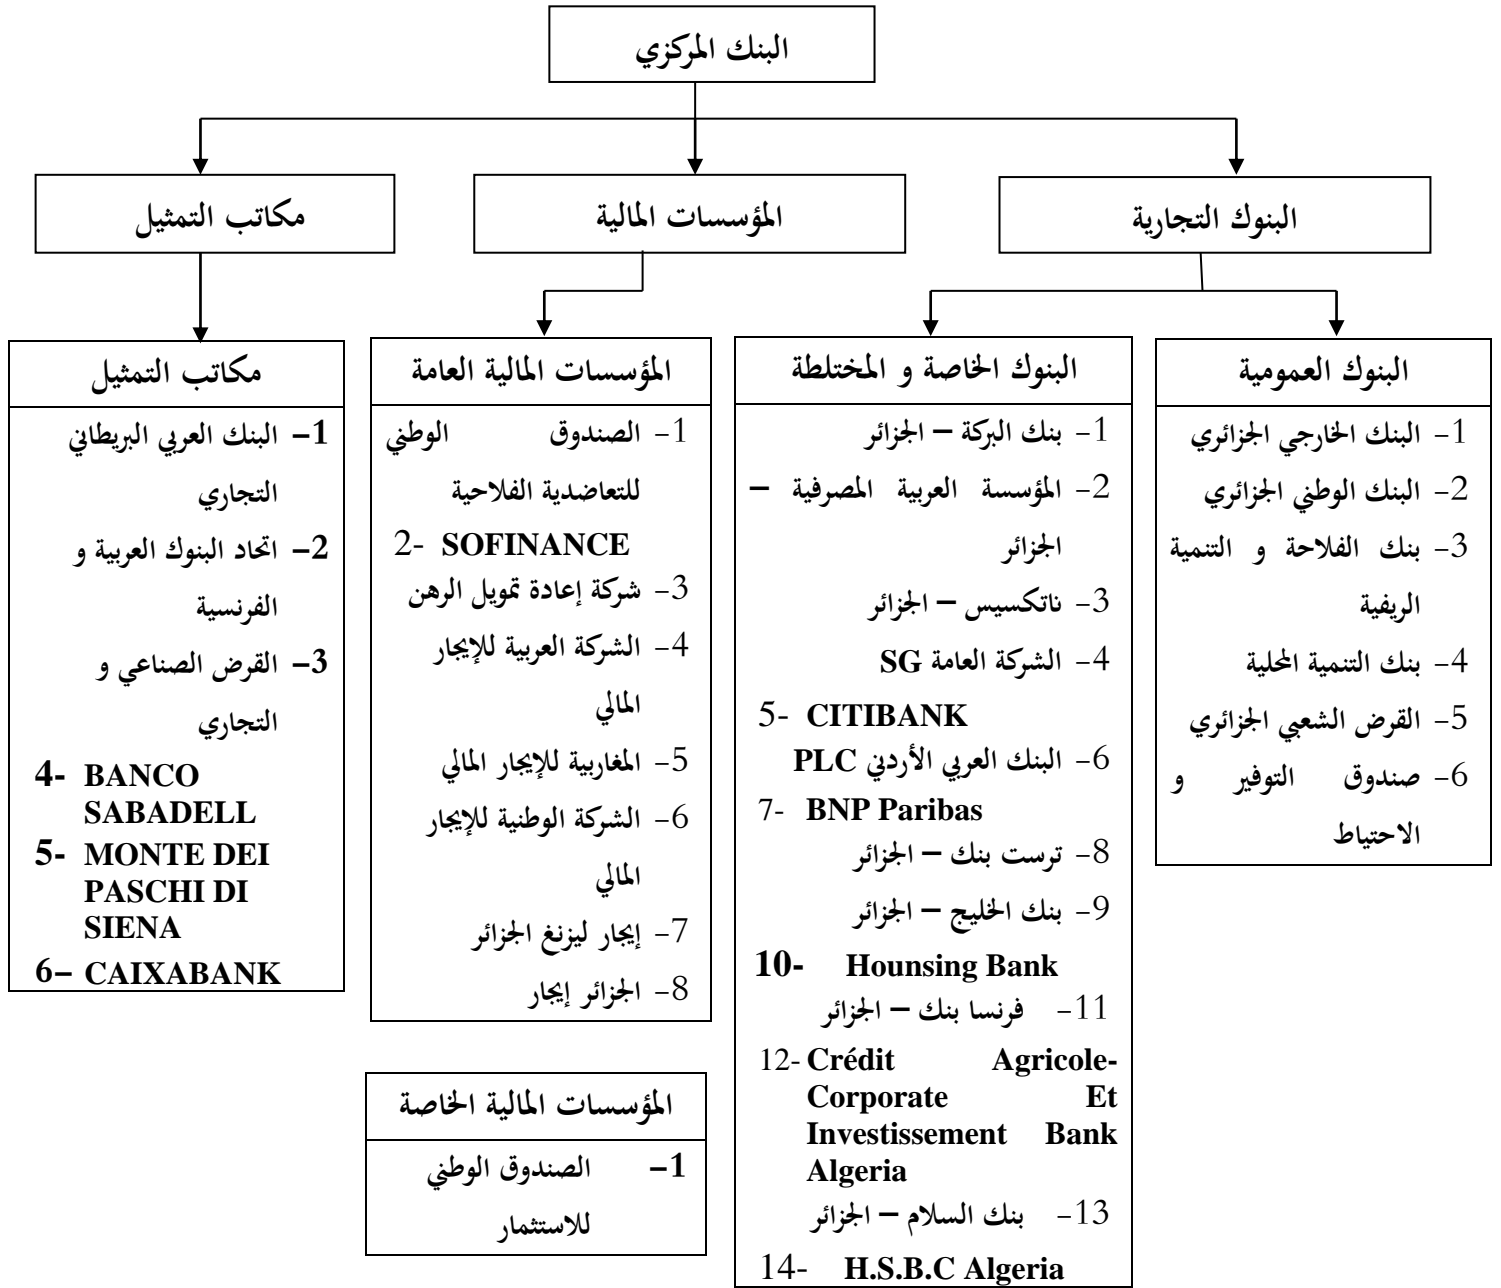 البنك المركزي
البنوك التجارية
المؤسسات المالية
مكاتب التمثيل
البنوك العمومية
1- البنك الخارجي الجزائري
2- البنك الوطني الجزائري
3- بنك الفلاحة و التنمية
الريفية
4- بنك التنمية المحلية
5- القرض الشعبي الجزائري
6- صندوق التوفير و
الاحتياط
البنوك الخاصة و المختلطة
1- بنك البركة – الجزائر
2- المؤسسة العربية المصرفية –
الجزائر
3- ناتكسيس – الجزائر
4- الشركة العامة SG
5- CITIBANK
6- البنك العربي الأردني PLC
7- BNP Paribas
8- ترست بنك – الجزائر
9- بنك الخليج – الجزائر
10- Hounsing Bank
11- فرنسا بنك – الجزائر
12- Crédit Agricole-
Corporate Et
Investissement Bank
Algeria
13- بنك السلام – الجزائر
14- H.S.B.C Algeria
المؤسسات المالية العامة
1- الصندوق الوطني
للتعاضدية الفلاحية
2- SOFINANCE
3- شركة إعادة تمويل الرهن
4- الشركة العربية للإيجار
المالي
5- المغاربية للإيجار المالي
6- الشركة الوطنية للإيجار
المالي
7- إيجار ليزنغ الجزائر
8- الجزائر إيجار
المؤسسات المالية الخاصة
1- الصندوق الوطني
للاستثمار
مكاتب التمثيل
1- البنك العربي البريطاني
التجاري
2- اتحاد البنوك العربية و
الفرنسية
3- القرض الصناعي و
التجاري
4- BANCO
SABADELL
5- MONTE DEI
PASCHI DI
SIENA
6– CAIXABANK